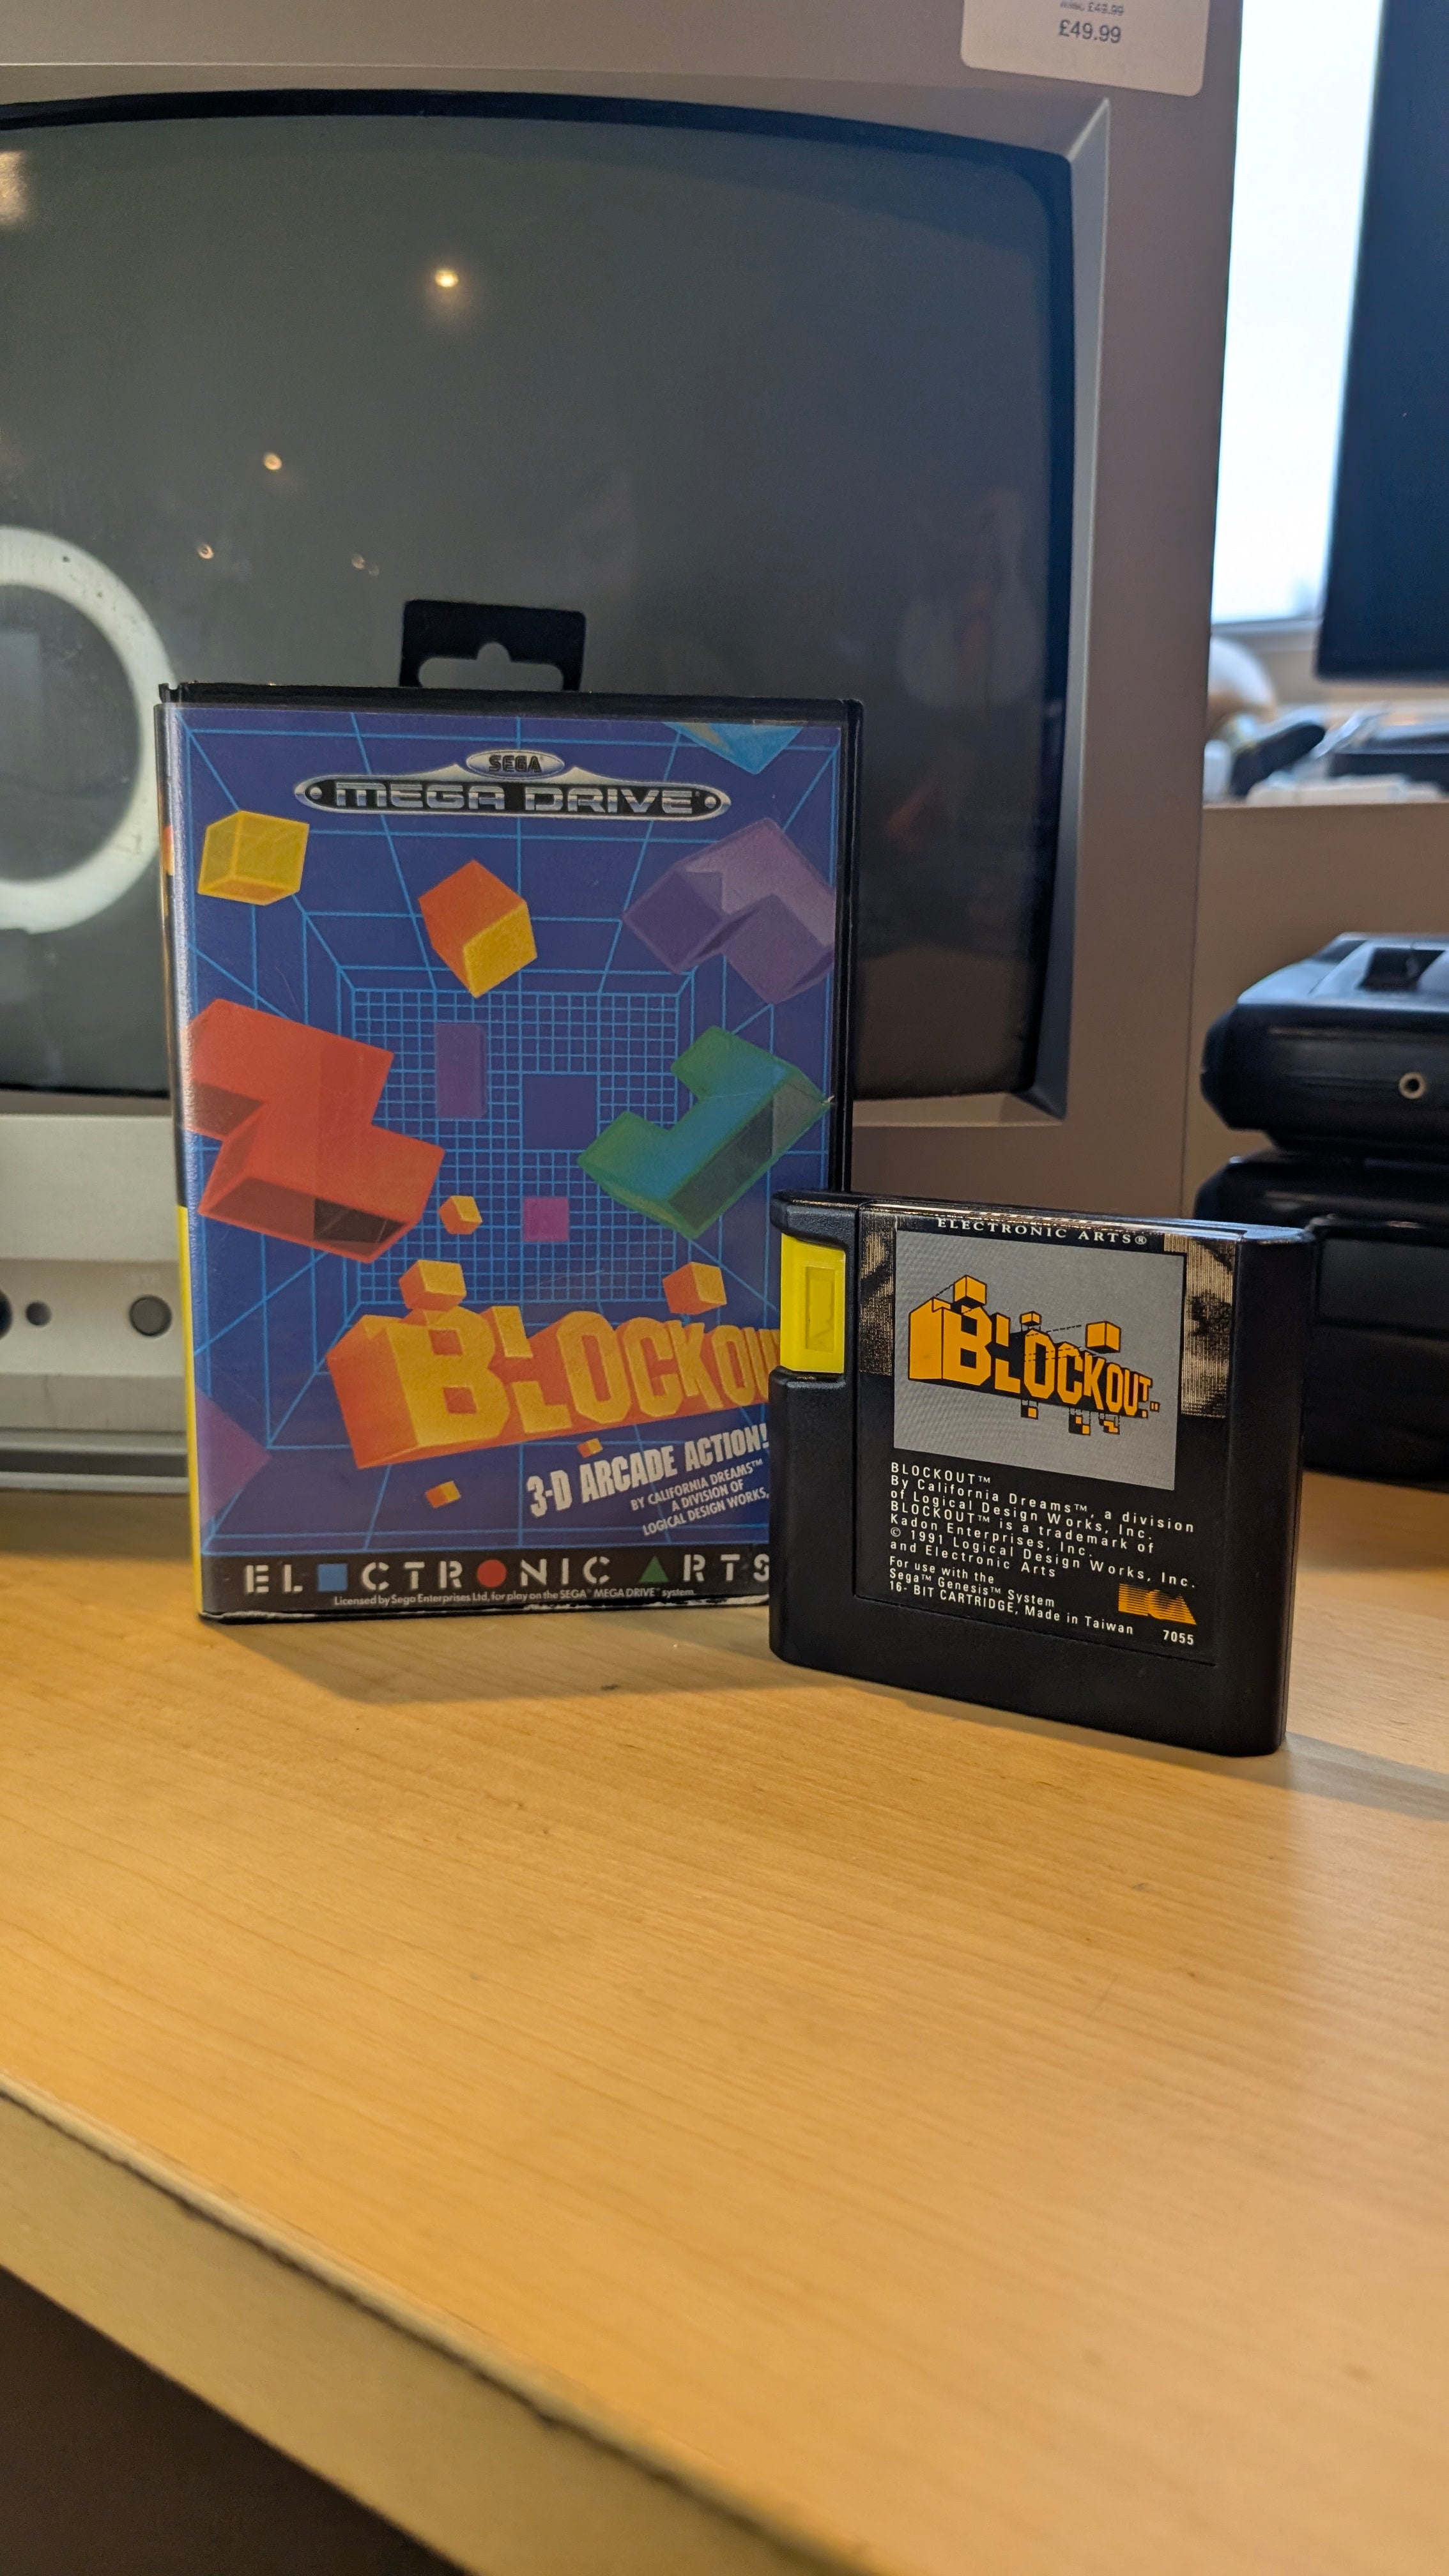 £49.99
SEGA
MEGA DRIVE
BLOCKOUT
3-D ARCADE ACTION!
BY CALIFORNIA DREAMS™
A DIVISION OF
LOGICAL DESIGN WORKS,
ELECTRONIC ARTS
Licensed by Sega Enterprises Ltd. for play on the SEGA™ MEGA DRIVE™ system.
ELECTRONIC ARTS®
BLOCKOUT™
BLOCKOUT™
By California Dreams™, a division
of Logical Design Works, Inc.
BLOCKOUT™ is a trademark of
Kadon Enterprises, Inc.
© 1991 Logical Design Works, Inc.
and Electronic Arts
For use with the
Sega™ Genesis™ System
16- BIT CARTRIDGE, Made in Taiwan
EA
7055